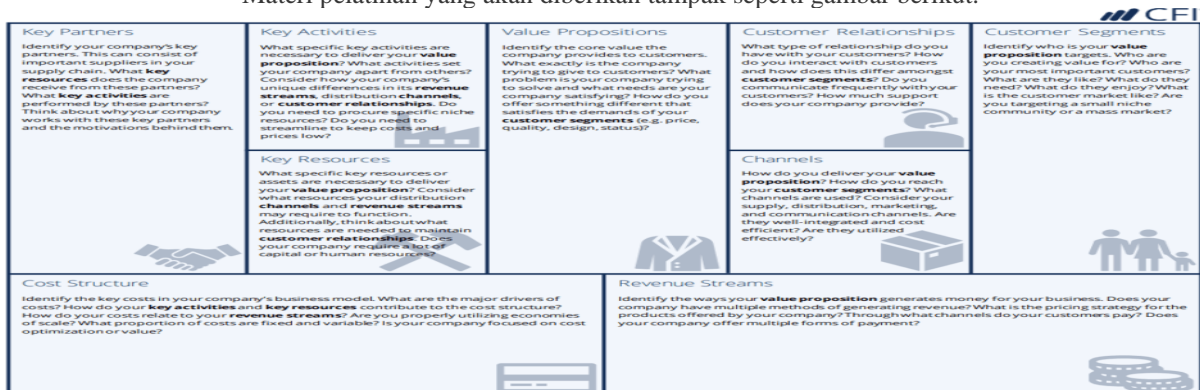 Materi pelatihan yang akan diberikan tampak seperti gambar berikut:
CFI
Key Partners
Identify your company's key
partners. This can consist of
important suppliers in your
supply chain. What key
resources does the company
receive from these partners?
What key activities are
performed by these partners?
Think about why your company
works with these key partners
and the motivations behind them.
Key Activities
What specific key activities are
necessary to deliver your value
proposition? What activities set
your company apart from others?
Consider how your company's
unique differences in its revenue
streams, distribution channels,
or customer relationships. Do
you need to procure specific niche
resources? Do you need to
streamline to keep costs and
prices low?
Key Resources
What specific key resources or
assets are necessary to deliver
your value proposition? Consider
what resources your distribution
channels and revenue streams
may require to function.
Additionally, think about what
resources are needed to maintain
customer relationships. Does
your company require a lot of
capital or human resources?
Value Propositions
Identify the core value the
company provides to customers.
What exactly is the company
trying to give to customers? What
problem is your company trying
to solve and what needs are your
company satisfying? How do you
offer something different that
satisfies the demands of your
customer segments (e.g. price,
quality, design, status)?
Customer Relationships
What type of relationship do you
have with your customers? How
do you interact with customers
and how does this differ amongst
customer segments? Do you
communicate frequently with your
customers? How much support
does your company provide?
Channels
How do you deliver your value
proposition? How do you reach
your customer segments? What
channels are used? Consider your
supply, distribution, marketing,
and communication channels. Are
they well-integrated and cost
efficient? Are they utilized
effectively?
Customer Segments
Identify who is your value
proposition targets. Who are
you creating value for? Who are
your most important customers?
What are they like? What do they
need? What do they enjoy? What
is the customer market like? Are
you targeting a small niche
community or a mass market?
Cost Structure
Identify the key costs in your company's business model. What are the major drivers of
costs? How do your key activities and key resources contribute to the cost structure?
How do your costs relate to your revenue streams? Are you properly utilizing economies
of scale? What proportion of costs are fixed and variable? Is your company focused on cost
optimization or value?
Revenue Streams
Identify the ways your value proposition generates money for your business. Does your
company have multiple methods of generating revenue? What is the pricing strategy for the
products offered by your company? Through what channels do your customers pay? Does
your company offer multiple forms of payment?